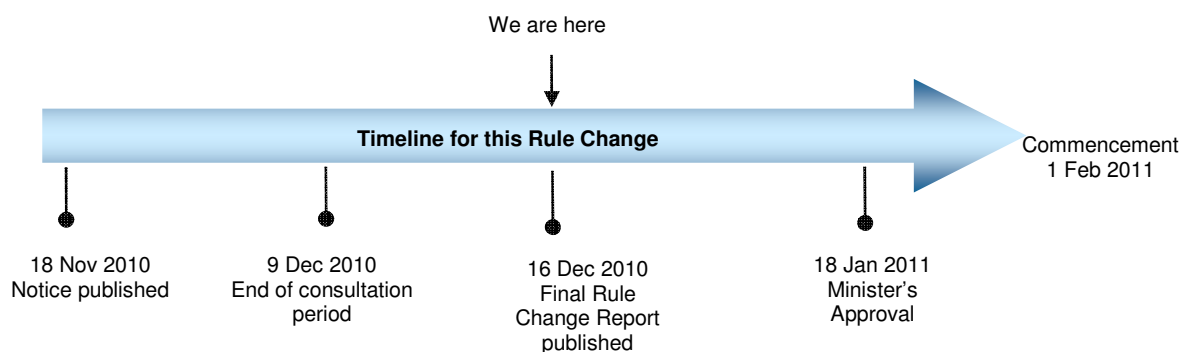 We are here
Timeline for this Rule Change
Commencement
1 Feb 2011
18 Nov 2010
Notice published
9 Dec 2010
End of consultation
period
16 Dec 2010
Final Rule
Change Report
published
18 Jan 2011
Minister's
Approval